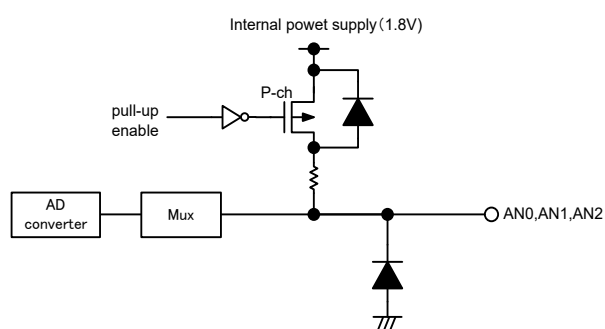 Internal powet supply(1.8V)
P-ch
pull-up
enable
AD
converter
Mux
AN0,AN1,AN2